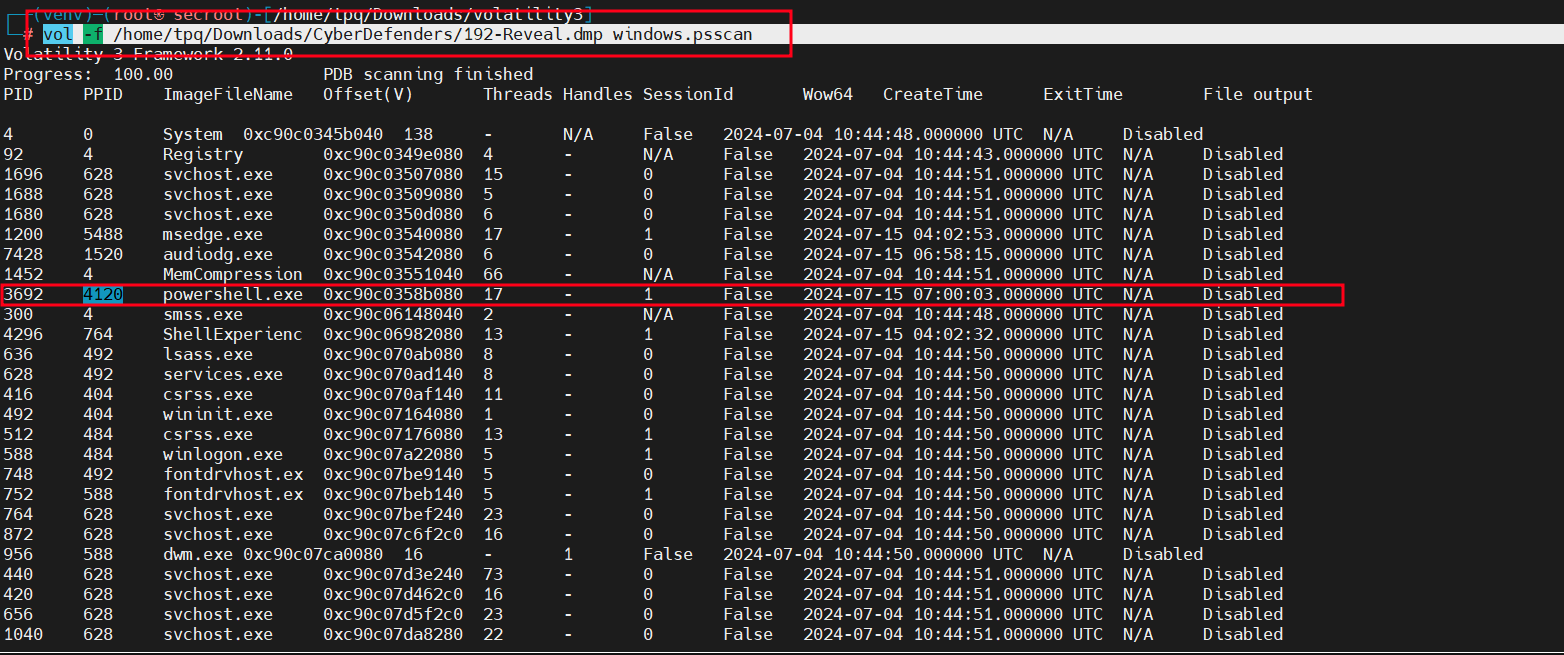 (venv)-(root㉿secroot)-[/home/tpq/Downloads/volatility3]
# vol -f /home/tpq/Downloads/CyberDefenders/192-Reveal.dmp windows.psscan
Volatility 3 Framework 2.11.0
Progress:  100.00               PDB scanning finished
PID     PPID    ImageFileName   Offset(V)       Threads Handles SessionId       Wow64   CreateTime      ExitTime        File output
4       0       System  0xc90c0345b040  138     -       N/A     False   2024-07-04 10:44:48.000000 UTC  N/A     Disabled
92      4       Registry        0xc90c0349e080  4       -       N/A     False   2024-07-04 10:44:43.000000 UTC  N/A     Disabled
1696    628     svchost.exe     0xc90c03507080  15      -       0       False   2024-07-04 10:44:51.000000 UTC  N/A     Disabled
1688    628     svchost.exe     0xc90c03509080  5       -       0       False   2024-07-04 10:44:51.000000 UTC  N/A     Disabled
1680    628     svchost.exe     0xc90c0350d080  6       -       0       False   2024-07-04 10:44:51.000000 UTC  N/A     Disabled
1200    5488    msedge.exe      0xc90c03540080  17      -       1       False   2024-07-15 04:02:53.000000 UTC  N/A     Disabled
7428    1520    audiodg.exe     0xc90c03542080  6       -       0       False   2024-07-15 06:58:15.000000 UTC  N/A     Disabled
1452    4       MemCompression  0xc90c03551040  66      -       N/A     False   2024-07-04 10:44:51.000000 UTC  N/A     Disabled
3692    4120    powershell.exe  0xc90c0358b080  17      -       1       False   2024-07-15 07:00:03.000000 UTC  N/A     Disabled
300     4       smss.exe        0xc90c06148040  2       -       N/A     False   2024-07-04 10:44:48.000000 UTC  N/A     Disabled
4296    764     ShellExperienc  0xc90c06982080  13      -       1       False   2024-07-15 04:02:32.000000 UTC  N/A     Disabled
636     492     lsass.exe       0xc90c070ab080  8       -       0       False   2024-07-04 10:44:50.000000 UTC  N/A     Disabled
628     492     services.exe    0xc90c070ad140  8       -       0       False   2024-07-04 10:44:50.000000 UTC  N/A     Disabled
416     404     csrss.exe       0xc90c070af140  11      -       0       False   2024-07-04 10:44:50.000000 UTC  N/A     Disabled
492     404     wininit.exe     0xc90c07164080  1       -       0       False   2024-07-04 10:44:50.000000 UTC  N/A     Disabled
512     484     csrss.exe       0xc90c07176080  13      -       1       False   2024-07-04 10:44:50.000000 UTC  N/A     Disabled
588     484     winlogon.exe    0xc90c07a22080  5       -       1       False   2024-07-04 10:44:50.000000 UTC  N/A     Disabled
748     492     fontdrvhost.ex  0xc90c07be9140  5       -       0       False   2024-07-04 10:44:50.000000 UTC  N/A     Disabled
752     588     fontdrvhost.ex  0xc90c07beb140  5       -       1       False   2024-07-04 10:44:50.000000 UTC  N/A     Disabled
764     628     svchost.exe     0xc90c07bef240  23      -       0       False   2024-07-04 10:44:50.000000 UTC  N/A     Disabled
872     628     svchost.exe     0xc90c07c6f2c0  16      -       0       False   2024-07-04 10:44:50.000000 UTC  N/A     Disabled
956     588     dwm.exe 0xc90c07ca0080  16      -       1       False   2024-07-04 10:44:50.000000 UTC  N/A     Disabled
440     628     svchost.exe     0xc90c07d3e240  73      -       0       False   2024-07-04 10:44:51.000000 UTC  N/A     Disabled
420     628     svchost.exe     0xc90c07d462c0  16      -       0       False   2024-07-04 10:44:51.000000 UTC  N/A     Disabled
656     628     svchost.exe     0xc90c07d5f2c0  23      -       0       False   2024-07-04 10:44:51.000000 UTC  N/A     Disabled
1040    628     svchost.exe     0xc90c07da8280  22      -       0       False   2024-07-04 10:44:51.000000 UTC  N/A     Disabled